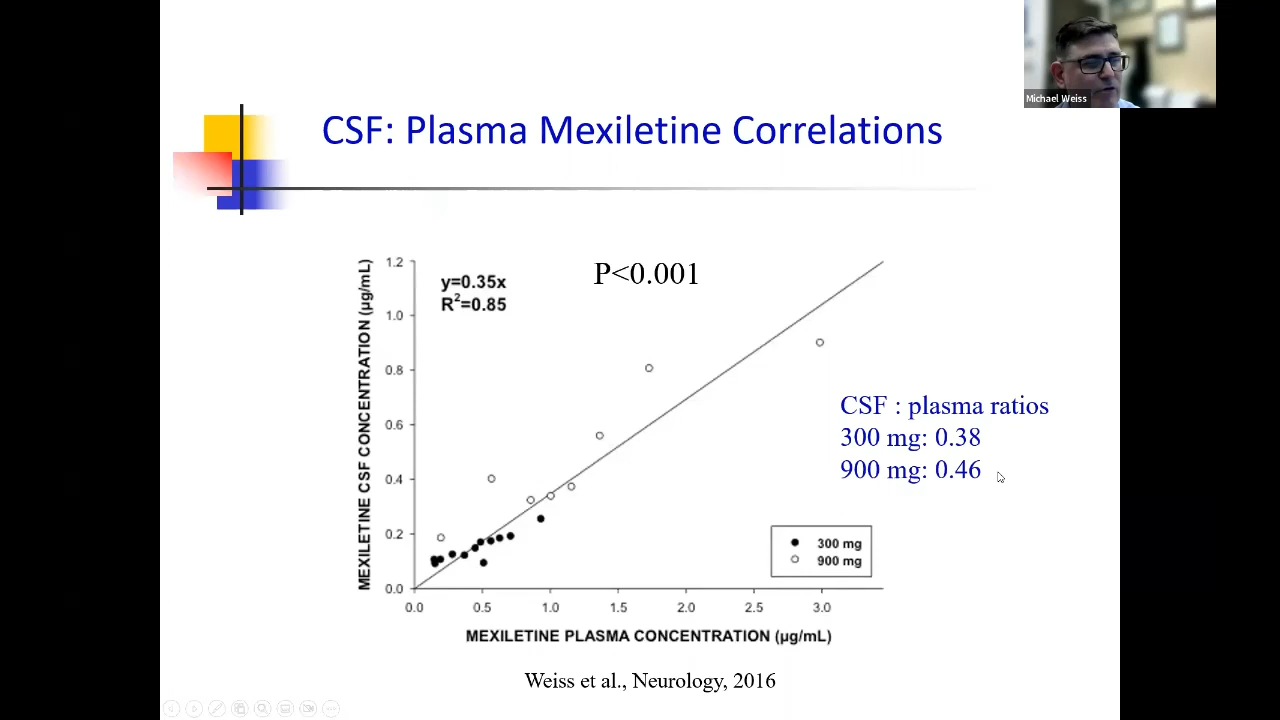 Michael Weiss
CSF: Plasma Mexiletine Correlations
MEXILETINE CSF CONCENTRATION (µg/mL)
1.2
1.0
0.8
0.6
0.4
0.2
0.0
y=0.35x
R²=0.85
P<0.001
CSF : plasma ratios
300 mg: 0.38
900 mg: 0.46
300 mg
900 mg
0.0 0.5 1.0 1.5 2.0 2.5 3.0
MEXILETINE PLASMA CONCENTRATION (µg/mL)
Weiss et al., Neurology, 2016